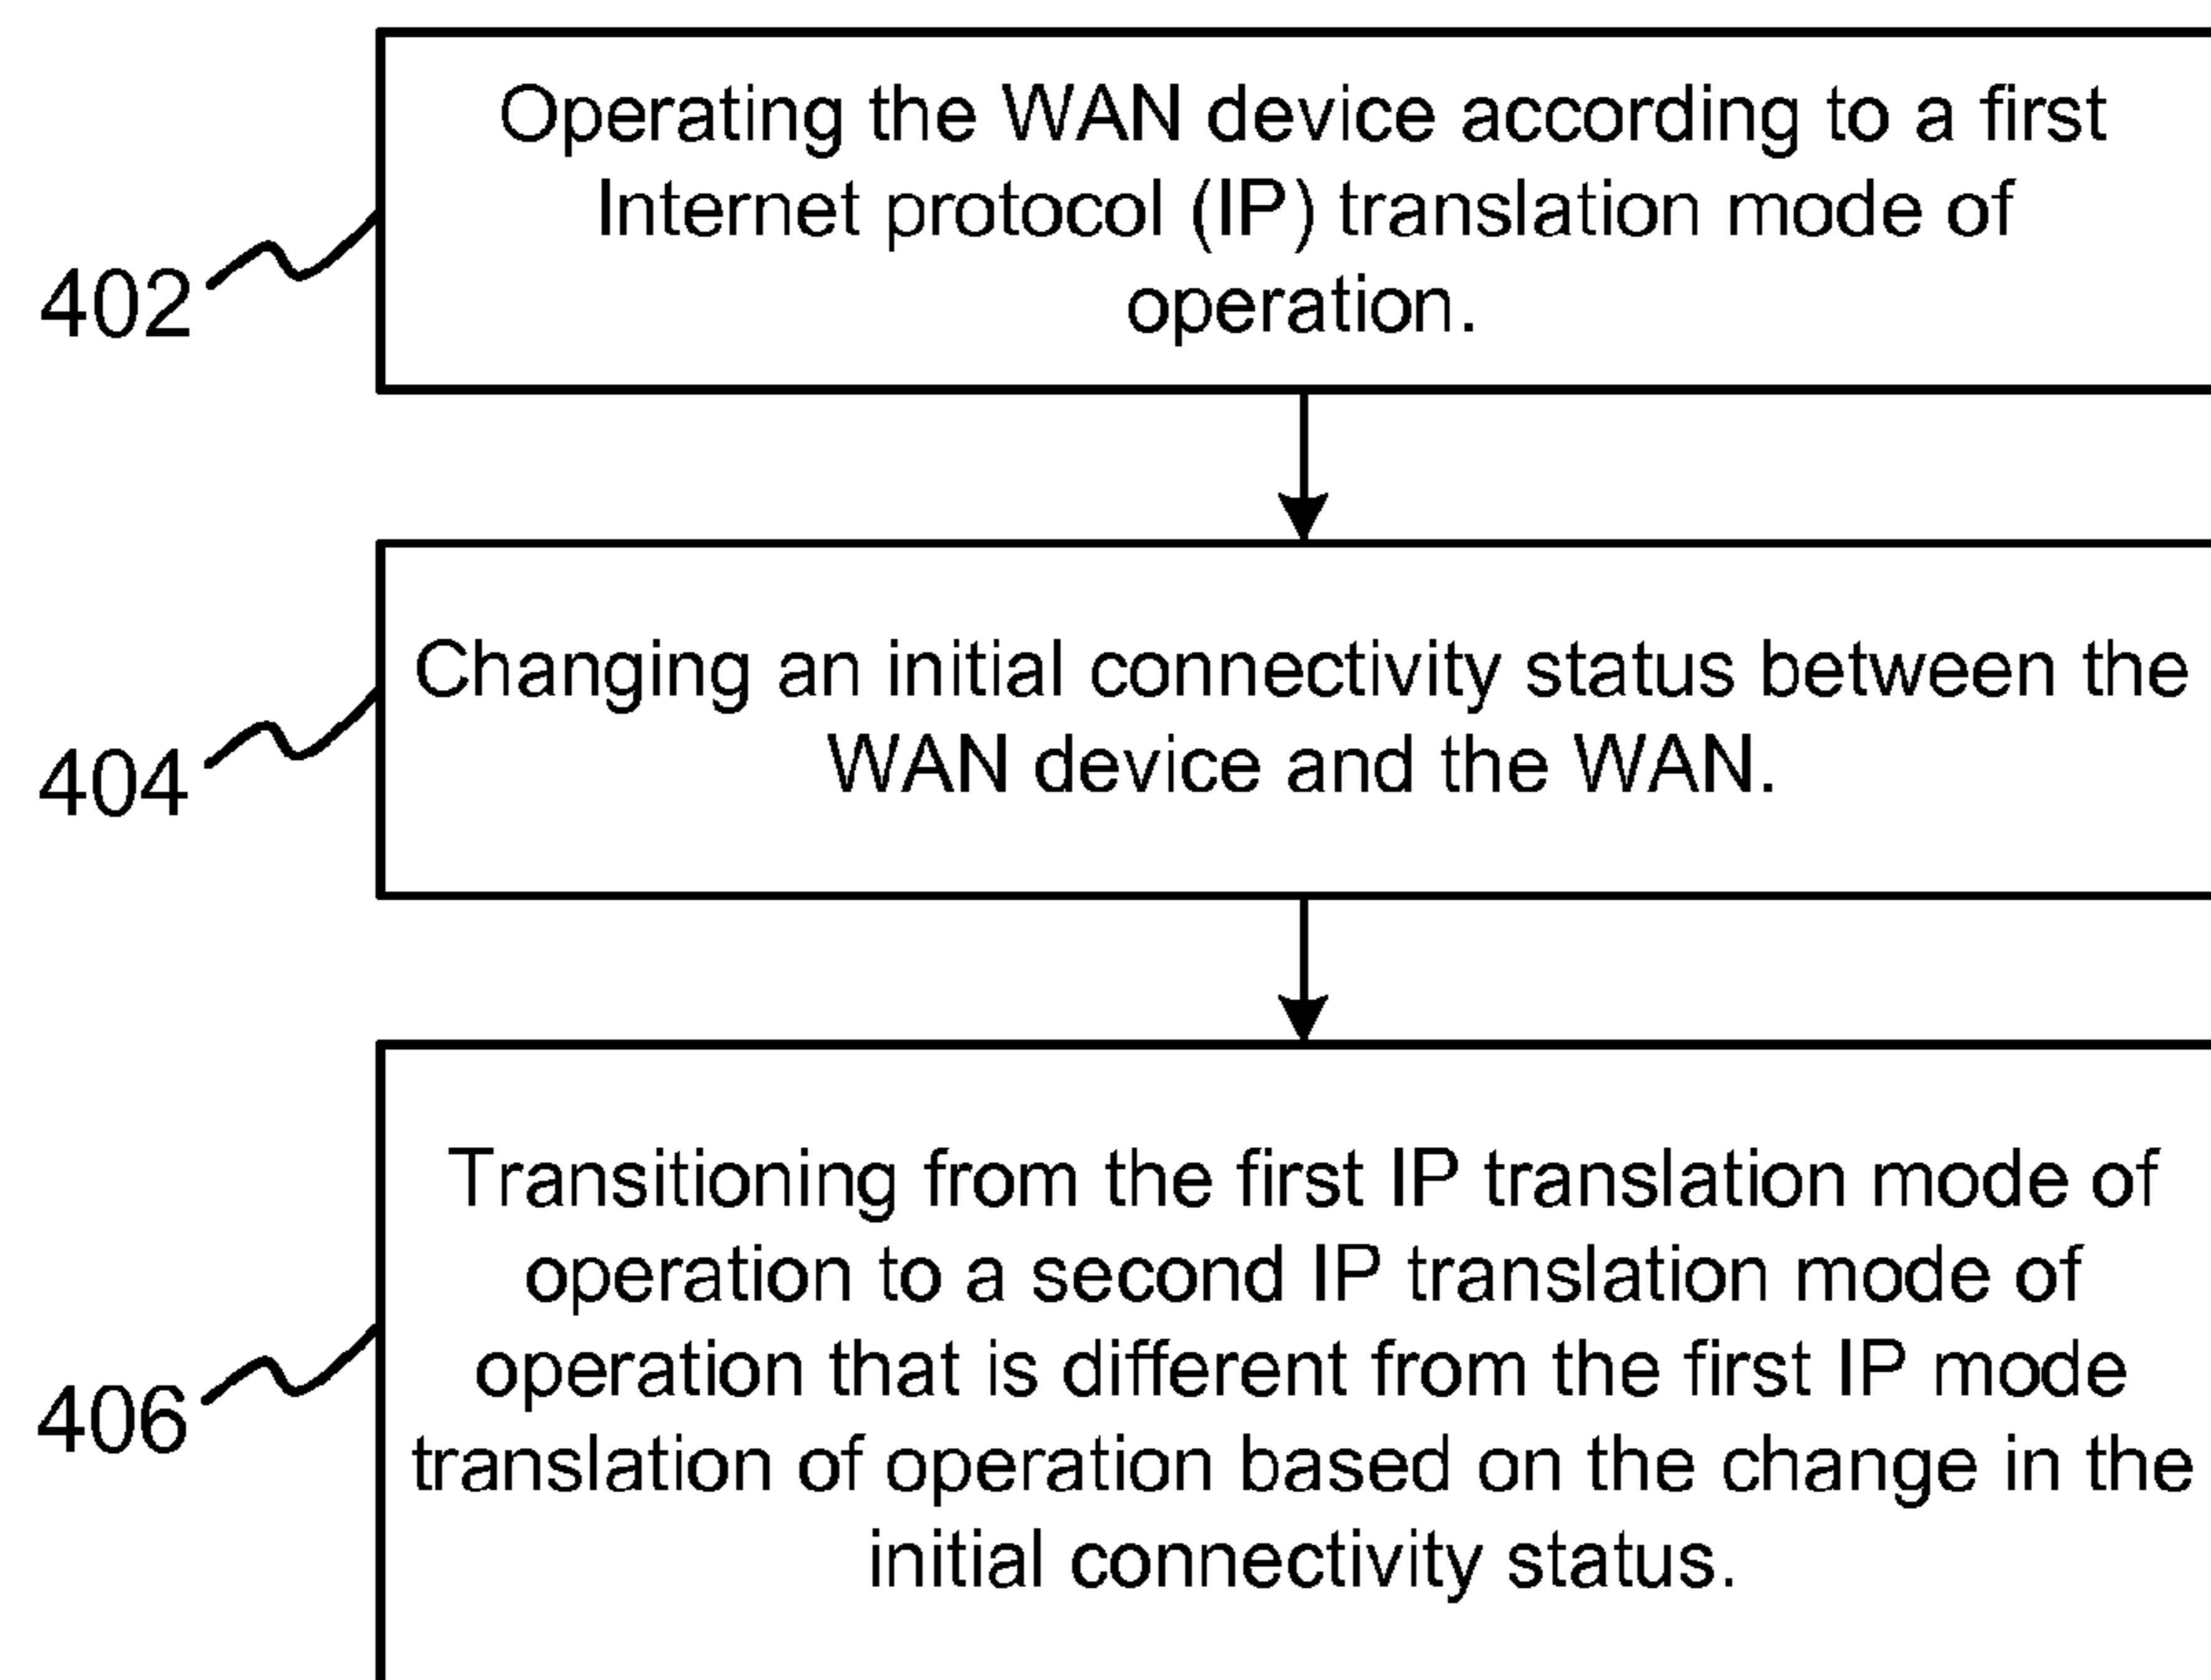 Operating the WAN device according to a first
Internet protocol (IP) translation mode of
operation.
402
Changing an initial connectivity status between the
WAN device and the WAN.
404
Transitioning from the first IP translation mode of
operation to a second IP translation mode of
operation that is different from the first IP mode
translation of operation based on the change in the
initial connectivity status.
406